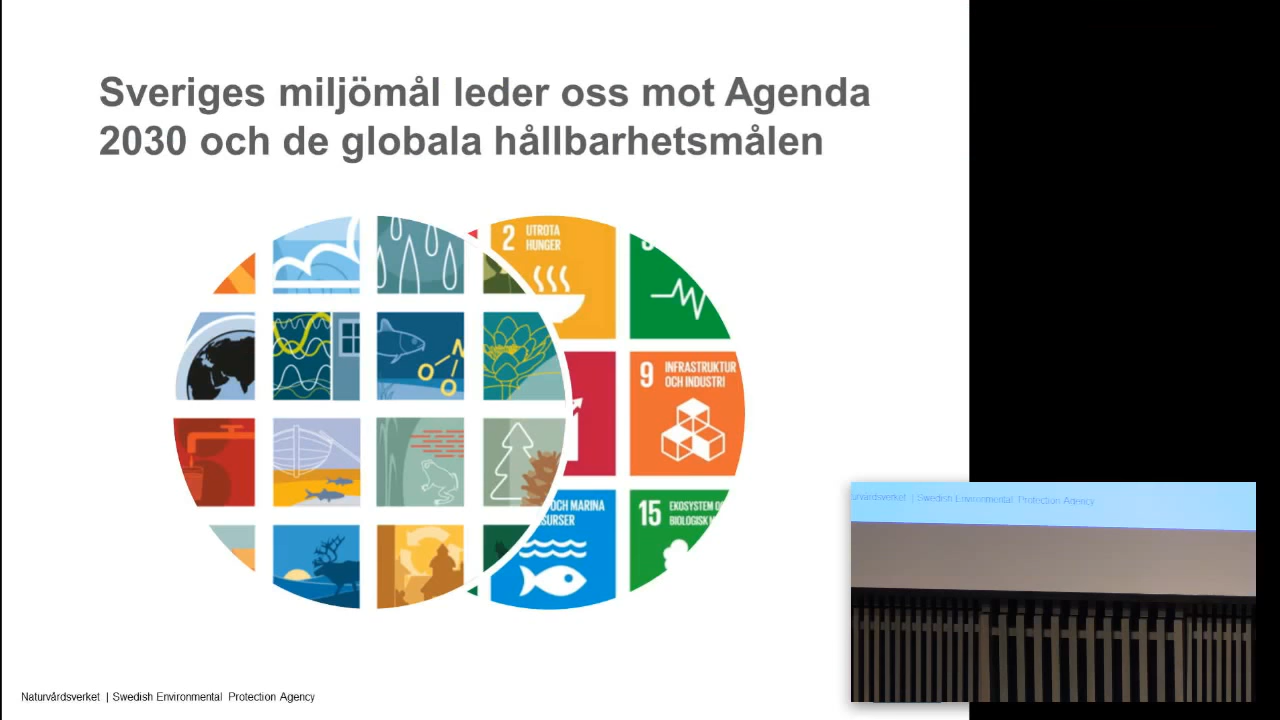 Sveriges miljömål leder oss mot Agenda
2030 och de globala hållbarhetsmålen
2 UTROTA
HUNGER
9 INFRASTRUKTUR
OCH INDUSTRI
OCH MARINA
15 EKOSYSTEM
Naturvårdsverket | Swedish Environmental Protection Agency
| Swedish Environmental Protection Agency